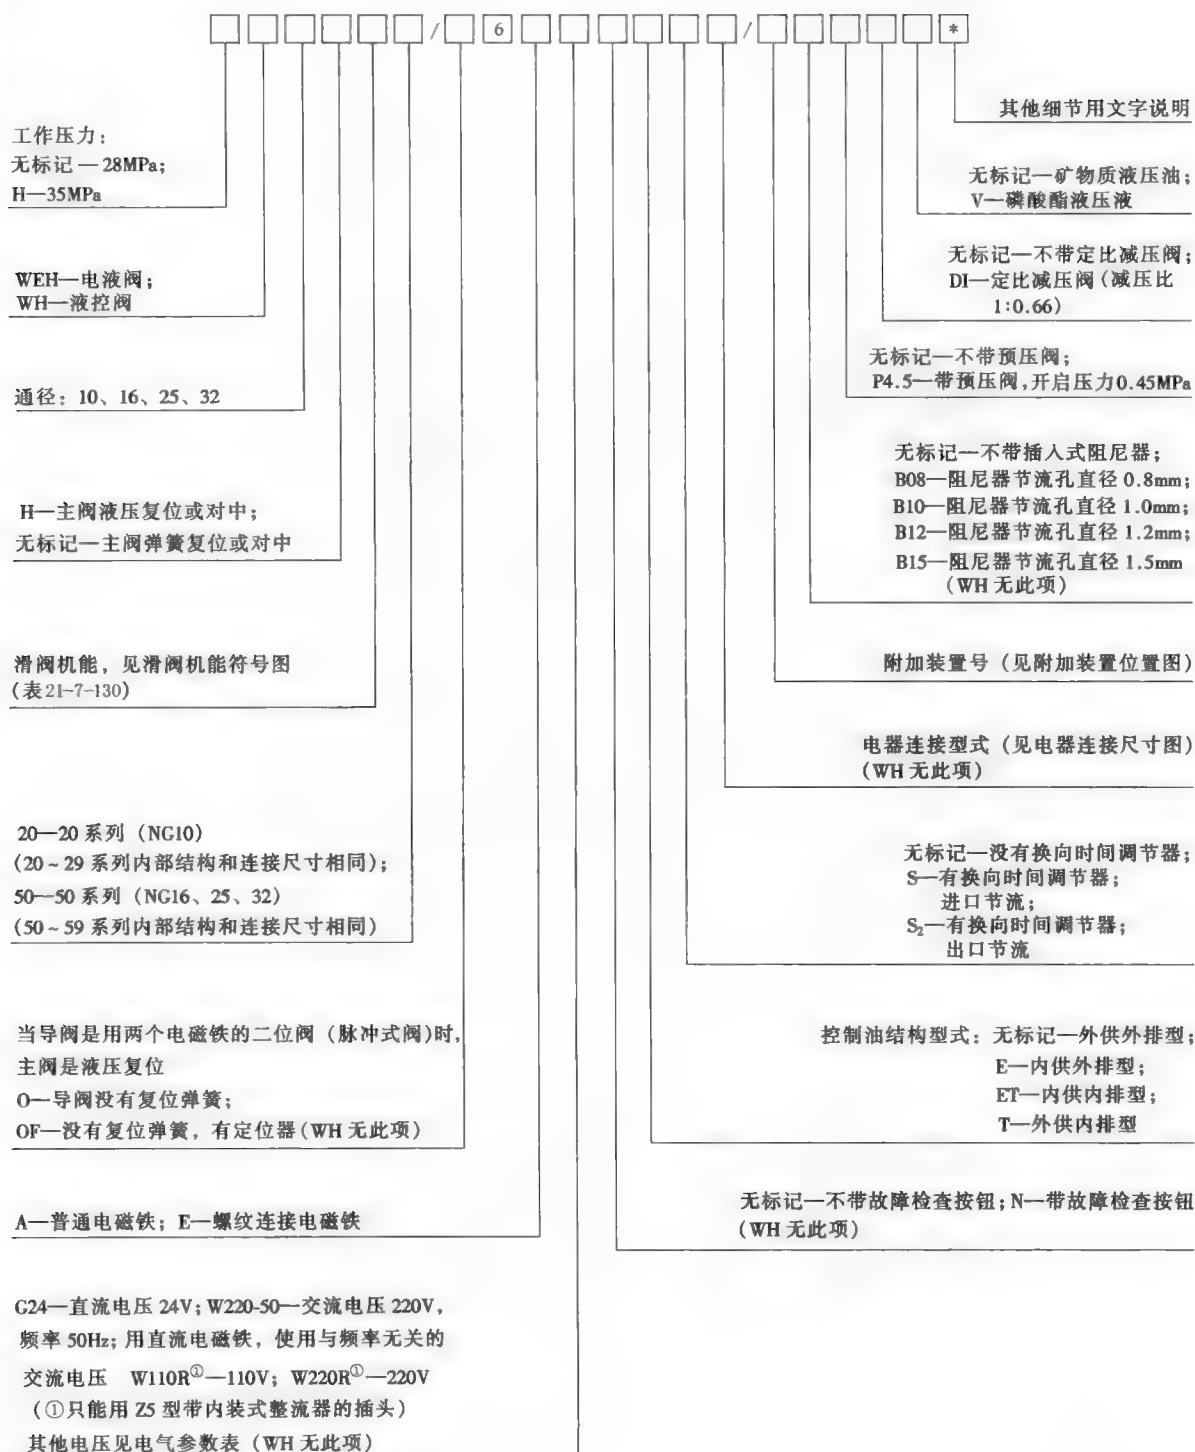 / 6 / *
工作压力：
无标记 — 28MPa；
H—35MPa
WEH—电液阀；
WH—液控阀
通径：10、16、25、32
H—主阀液压复位或对中；
无标记—主阀弹簧复位或对中
滑阀机能，见滑阀机能符号图
(表21-7-130)
20—20 系列（NG10）
(20～29 系列内部结构和连接尺寸相同)；
50—50 系列（NG16、25、32）
(50～59 系列内部结构和连接尺寸相同)
当导阀是用两个电磁铁的二位阀（脉冲式阀)时，
主阀是液压复位
O—导阀没有复位弹簧；
OF—没有复位弹簧，有定位器(WH 无此项)
A—普通电磁铁；E—螺纹连接电磁铁
G24—直流电压 24V；W220-50—交流电压 220V，
频率 50Hz；用直流电磁铁，使用与频率无关的
交流电压 W110R①—110V；W220R①—220V
（①只能用 Z5 型带内装式整流器的插头）
其他电压见电气参数表（WH 无此项）
其他细节用文字说明
无标记—矿物质液压油；
V—磷酸酯液压液
无标记—不带定比减压阀；
DI—定比减压阀（减压比
1:0.66）
无标记—不带预压阀；
P4.5—带预压阀，开启压力0.45MPa
无标记—不带插入式阻尼器；
B08—阻尼器节流孔直径 0.8mm；
B10—阻尼器节流孔直径 1.0mm；
B12—阻尼器节流孔直径 1.2mm；
B15—阻尼器节流孔直径 1.5mm
（WH 无此项）
附加装置号（见附加装置位置图）
电器连接型式（见电器连接尺寸图）
(WH 无此项)
无标记—没有换向时间调节器；
S—有换向时间调节器；
进口节流；
S₂—有换向时间调节器；
出口节流
控制油结构型式：无标记—外供外排型；
E—内供外排型；
ET—内供内排型；
T—外供内排型
无标记—不带故障检查按钮；N—带故障检查按钮
(WH 无此项)